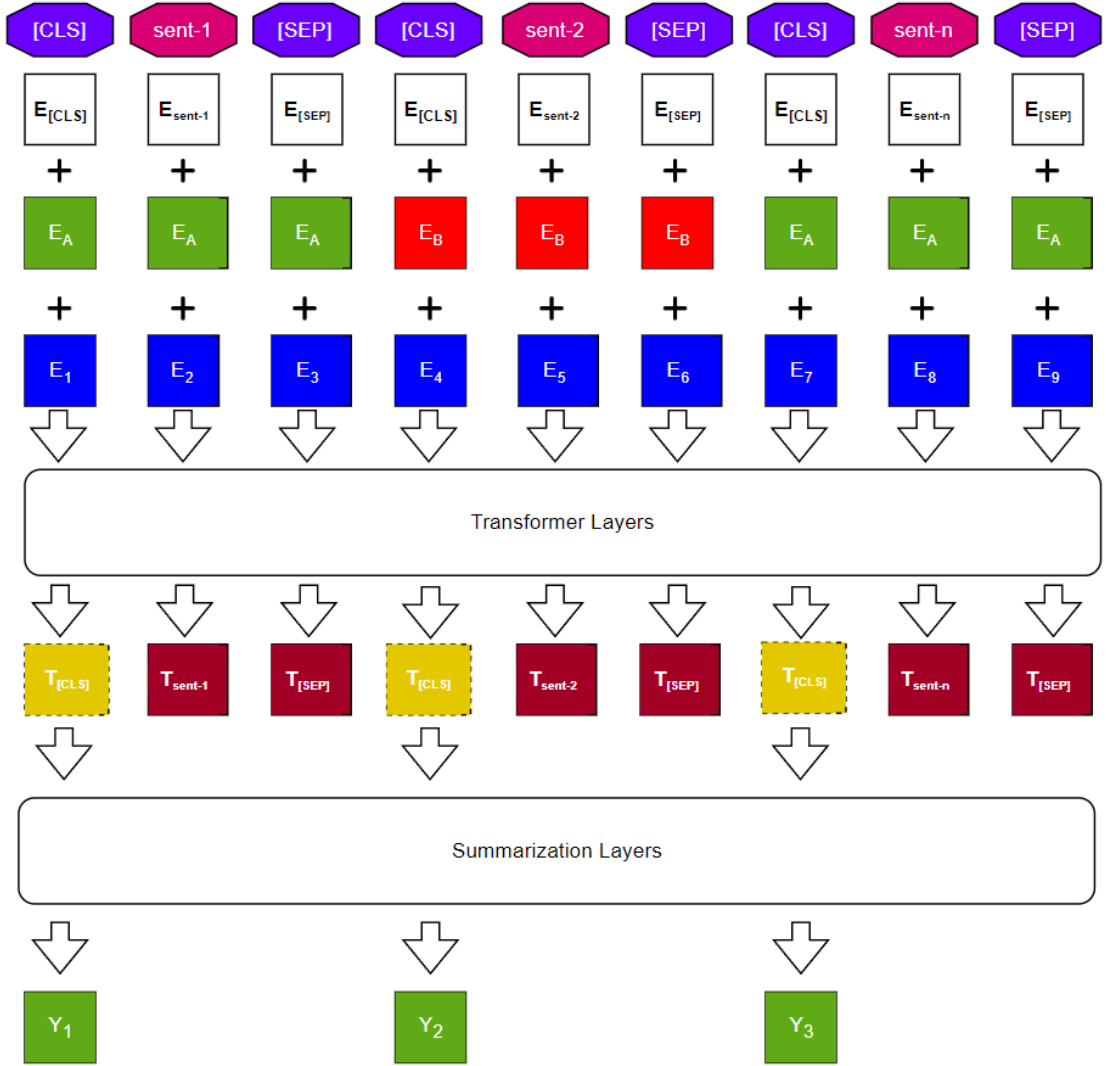 [CLS] sent-1 [SEP] [CLS] sent-2 [SEP] [CLS] sent-n [SEP]
E[CLS] Esent-1 E[SEP] E[CLS] Esent-2 E[SEP] E[CLS] Esent-n E[SEP]
+ + + + + + + + +
EA EA EA EB EB EB EA EA EA
+ + + + + + + + +
E1 E2 E3 E4 E5 E6 E7 E8 E9
Transformer Layers
T[CLS] Tsent-1 T[SEP] T[CLS] Tsent-2 T[SEP] T[CLS] Tsent-n T[SEP]
Summarization Layers
Y1 Y2 Y3